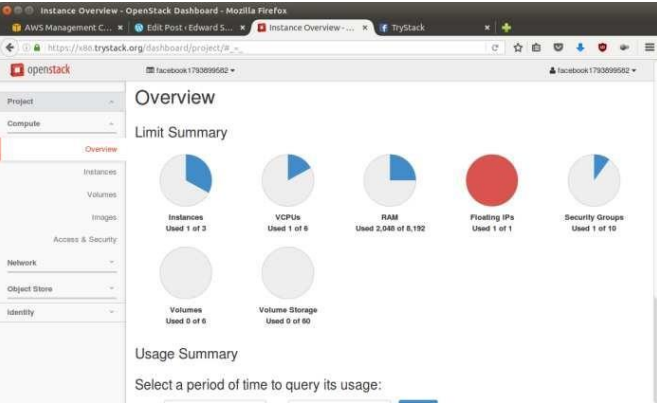 Instance Overview - OpenStack Dashboard - Mozilla Firefox
AWS Management C... × Edit Post ‹ Edward S... × Instance Overview - ... × TryStack ×
https://x86.trystack.org/dashboard/project/#_=_
openstack facebook1793899582 facebook1793899582
Project
Compute
Overview
Instances
Volumes
Images
Access & Security
Network
Object Store
Identity
Overview
Limit Summary
Instances
Used 1 of 3
VCPUs
Used 1 of 6
RAM
Used 2,048 of 8,192
Floating IPs
Used 1 of 1
Security Groups
Used 1 of 10
Volumes
Used 0 of 6
Volume Storage
Used 0 of 60
Usage Summary
Select a period of time to query its usage: